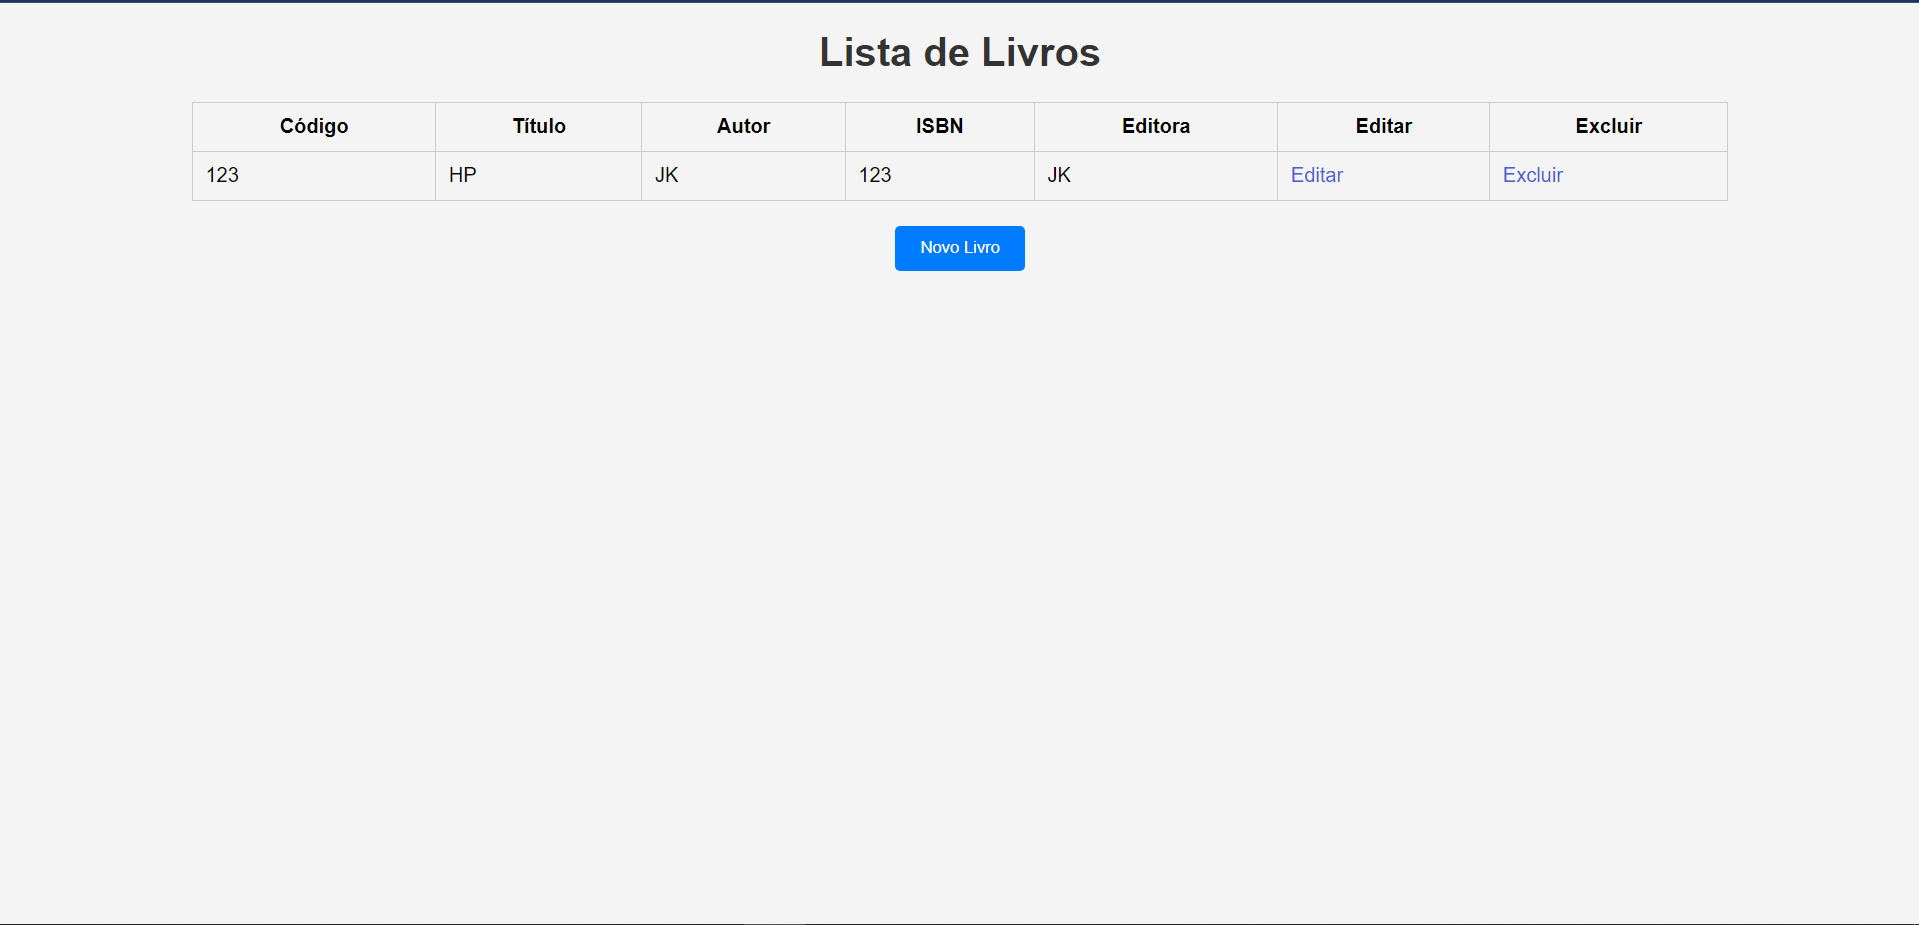 Lista de Livros
Código Título Autor ISBN Editora Editar Excluir
123 HP JK 123 JK Editar Excluir
Novo Livro